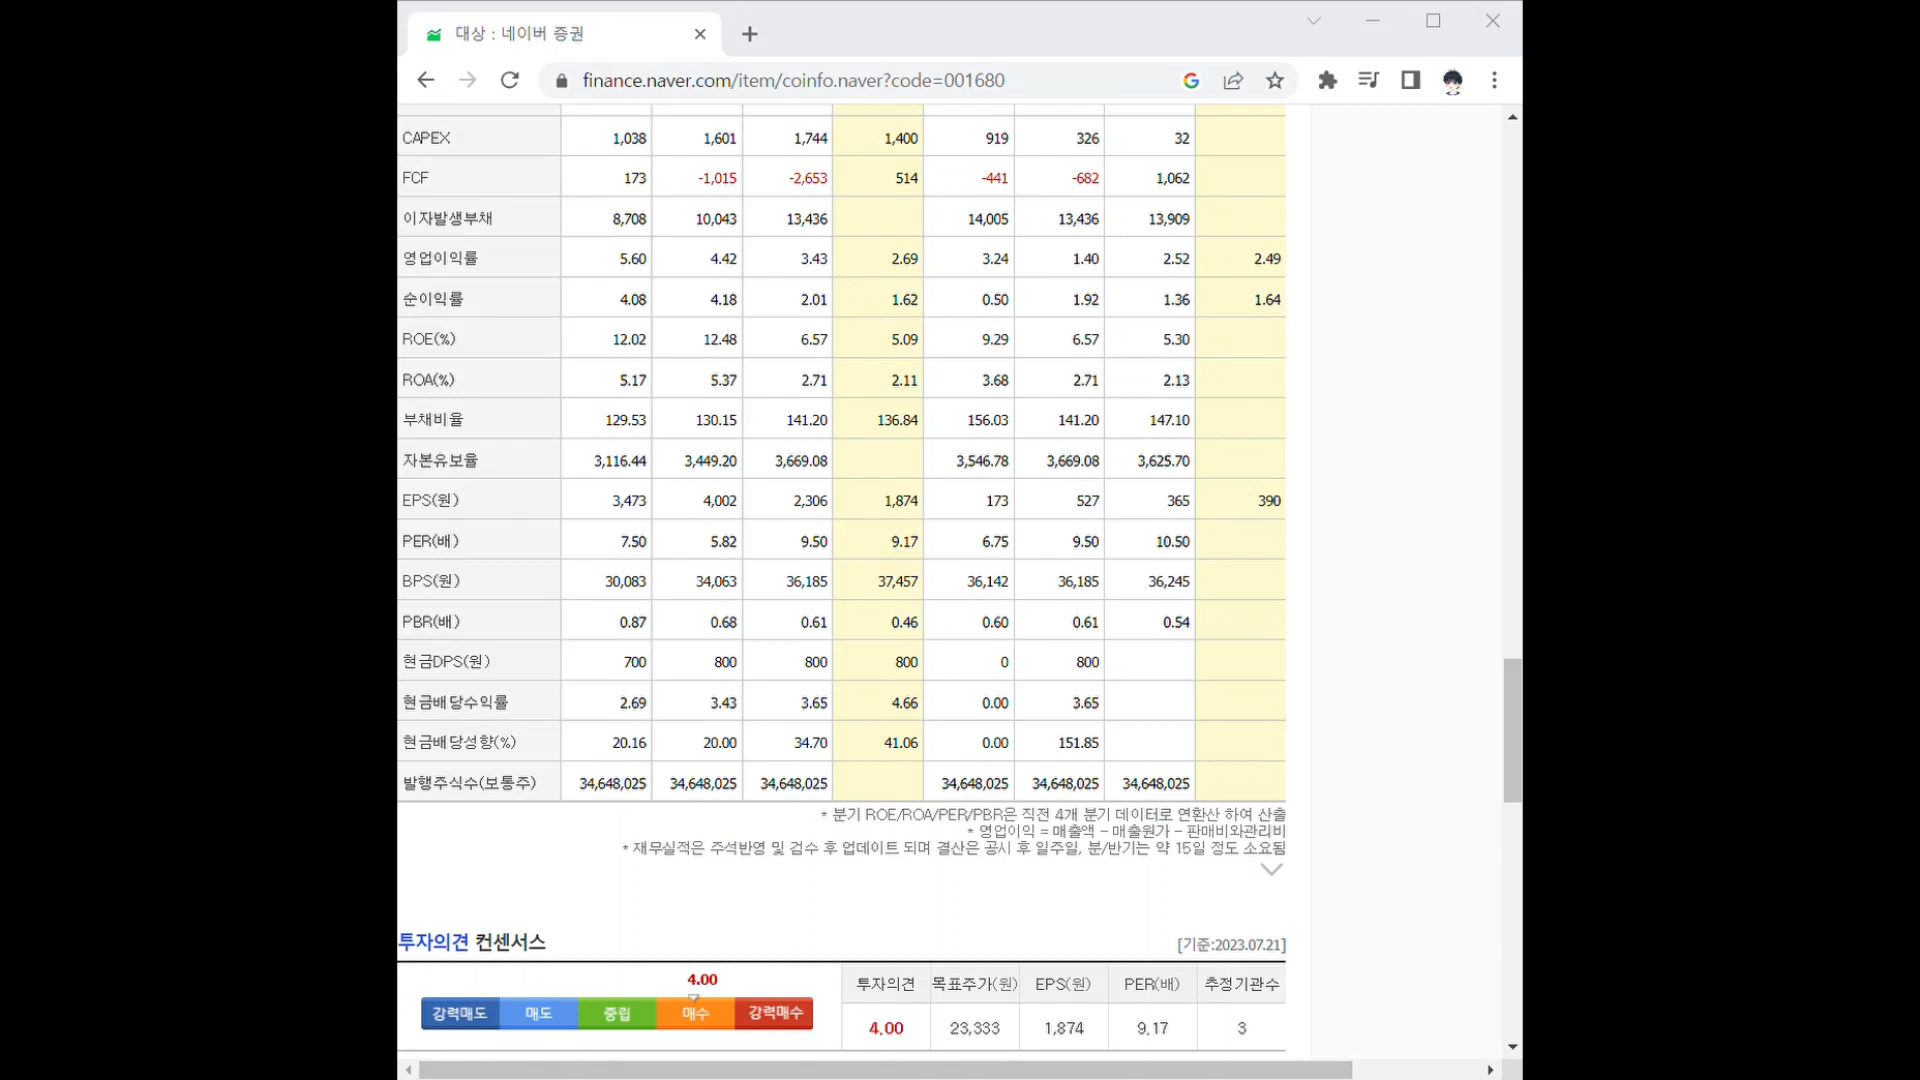 대상 : 네이버 증권
finance.naver.com/item/coinfo.naver?code=001680
CAPEX 1,038 1,601 1,744 1,400 919 326 32
FCF 173 -1,015 -2,653 514 -441 -682 1,062
이자발생부채 8,708 10,043 13,436 14,005 13,436 13,909
영업이익률 5.60 4.42 3.43 2.69 3.24 1.40 2.52 2.49
순이익률 4.08 4.18 2.01 1.62 0.50 1.92 1.36 1.64
ROE(%) 12.02 12.48 6.57 5.09 9.29 6.57 5.30
ROA(%) 5.17 5.37 2.71 2.11 3.68 2.71 2.13
부채비율 129.53 130.15 141.20 136.84 156.03 141.20 147.10
자본유보율 3,116.44 3,449.20 3,669.08 3,546.78 3,669.08 3,625.70
EPS(원) 3,473 4,002 2,306 1,874 173 527 365 390
PER(배) 7.50 5.82 9.50 9.17 6.75 9.50 10.50
BPS(원) 30,083 34,063 36,185 37,457 36,142 36,185 36,245
PBR(배) 0.87 0.68 0.61 0.46 0.60 0.61 0.54
현금DPS(원) 700 800 800 800 0 800
현금배당수익률 2.69 3.43 3.65 4.66 0.00 3.65
현금배당성향(%) 20.16 20.00 34.70 41.06 0.00 151.85
발행주식수(보통주) 34,648,025 34,648,025 34,648,025 34,648,025 34,648,025 34,648,025
* 분기 ROE/ROA/PER/PBR은 직전 4개 분기 데이터로 연환산 하여 산출
* 영업이익 = 매출액 - 매출원가 - 판매비와관리비
* 재무실적은 주석반영 및 검수 후 업데이트 되며 결산은 공시 후 일주일, 분/반기는 약 15일 정도 소요됨
투자의견 컨센서스 [기준:2023.07.21]
4.00
강력매도 매도 중립 매수 강력매수
투자의견 목표주가(원) EPS(원) PER(배) 추정기관수
4.00 23,333 1,874 9.17 3